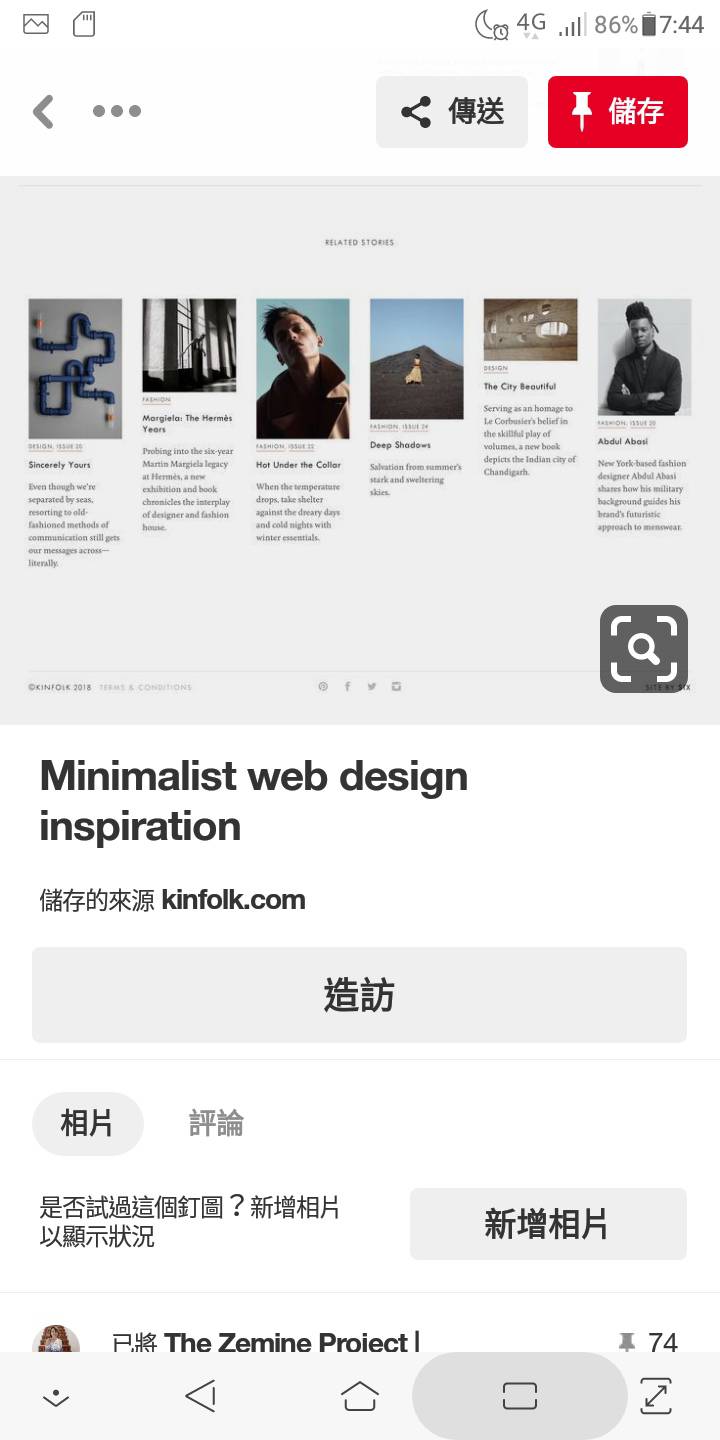 4G 86% 7:44
傳送 儲存
RELATED STORIES
DESIGN, ISSUE 20
Sincerely Yours
Even though we're
separated by seas,
resorting to old-
fashioned methods of
communication still gets
our messages across—
literally.
FASHION
Margiela: The Hermès
Years
Probing into the six-year
Martin Margiela legacy
at Hermès, a new
exhibition and book
chronicles the interplay
of designer and fashion
house.
FASHION, ISSUE 22
Hot Under the Collar
When the temperature
drops, take shelter
against the dreary days
and cold nights with
winter essentials.
FASHION, ISSUE 24
Deep Shadows
Salvation from summer's
stark and sweltering
skies.
DESIGN
The City Beautiful
Serving as an homage to
Le Corbusier's belief in
the skillful play of
volumes, a new book
depicts the Indian city of
Chandigarh.
FASHION, ISSUE 20
Abdul Abasi
New York-based fashion
designer Abdul Abasi
shares how his military
background guides his
brand's futuristic
approach to menswear.
©KINFOLK 2018 TERMS & CONDITIONS
SITE BY SIX
Minimalist web design
inspiration
儲存的來源 kinfolk.com
造訪
相片 評論
是否試過這個釘圖？新增相片
以顯示狀況
新增相片
已將 The Zemine Project | 74